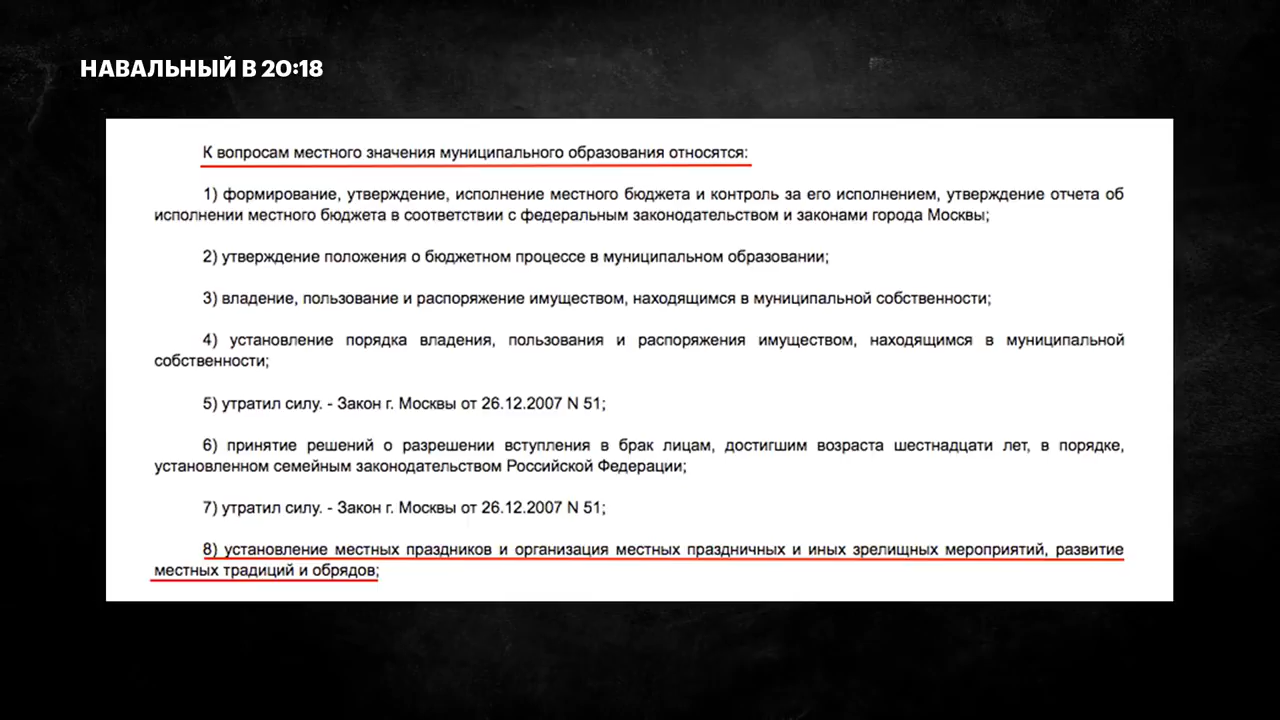 НАВАЛЬНЫЙ В 20:18
К вопросам местного значения муниципального образования относятся:
1) формирование, утверждение, исполнение местного бюджета и контроль за его исполнением, утверждение отчета об
исполнении местного бюджета в соответствии с федеральным законодательством и законами города Москвы;
2) утверждение положения о бюджетном процессе в муниципальном образовании;
3) владение, пользование и распоряжение имуществом, находящимся в муниципальной собственности;
4) установление порядка владения, пользования и распоряжения имуществом, находящимся в муниципальной
собственности;
5) утратил силу. - Закон г. Москвы от 26.12.2007 N 51;
6) принятие решений о разрешении вступления в брак лицам, достигшим возраста шестнадцати лет, в порядке,
установленном семейным законодательством Российской Федерации;
7) утратил силу. - Закон г. Москвы от 26.12.2007 N 51;
8) установление местных праздников и организация местных праздничных и иных зрелищных мероприятий, развитие
местных традиций и обрядов;